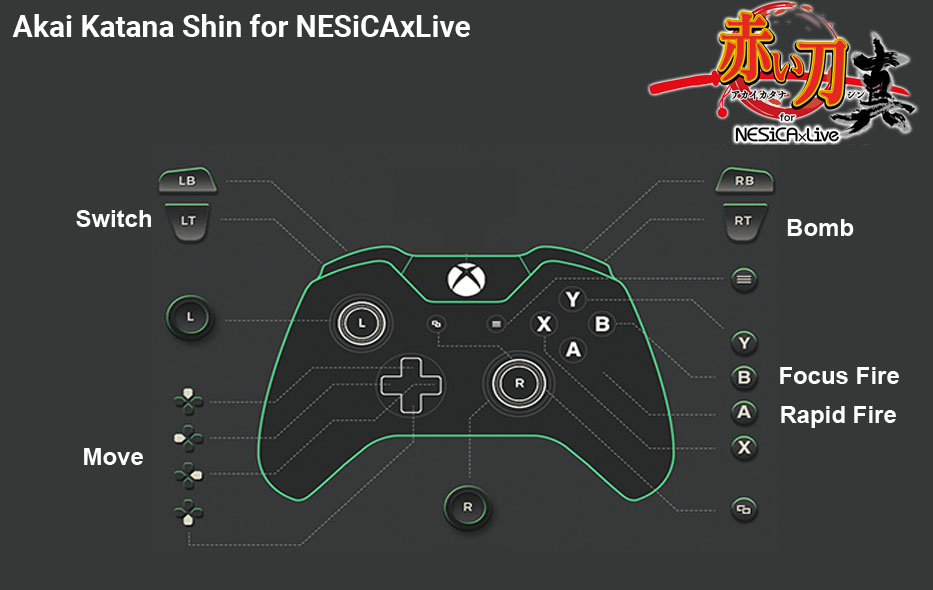 Akai Katana Shin for NESiCAxLive
赤い刀 真
アカイカタナ シン
for
NESiCAxLive
LB
RB
Switch
LT
RT
Bomb
Y
X
B
A
L
L
Y
R
B
Focus Fire
A
Rapid Fire
X
Move
R